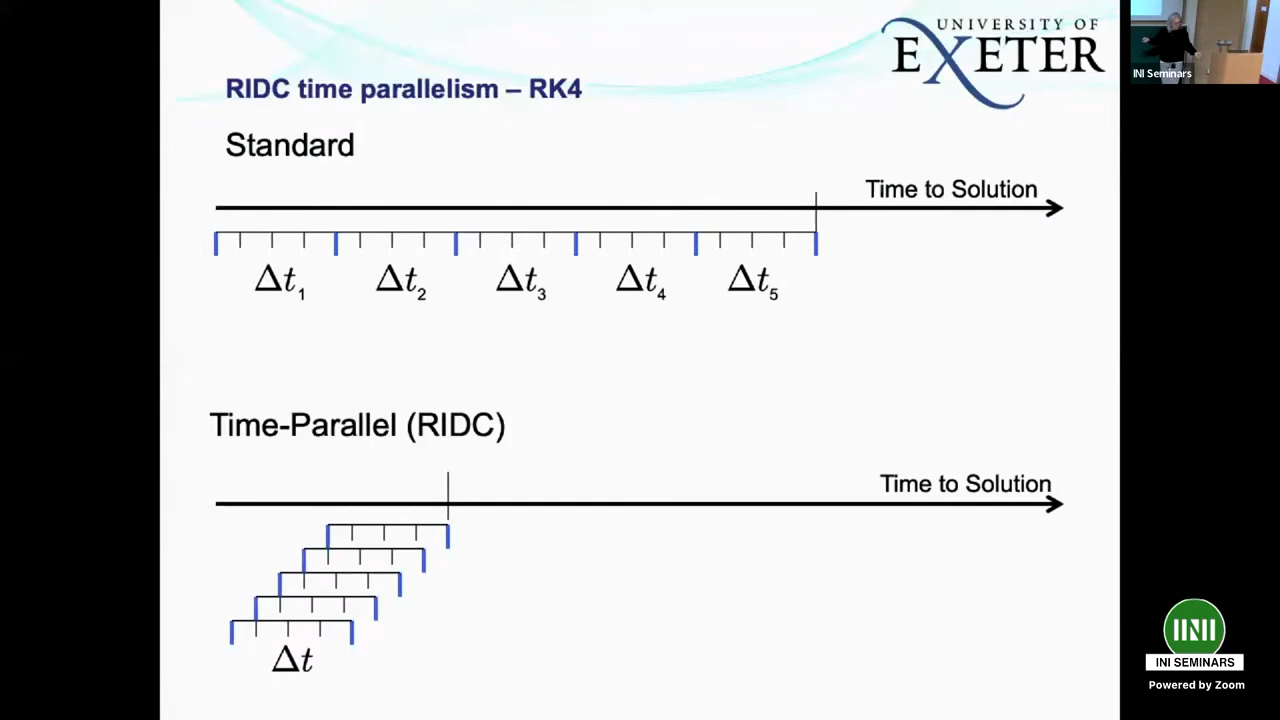 UNIVERSITY OF
EXETER
RIDC time parallelism – RK4
Standard
Time to Solution
Δt₁ Δt₂ Δt₃ Δt₄ Δt₅
Time-Parallel (RIDC)
Time to Solution
Δt
INI Seminars
INI SEMINARS
Powered by Zoom